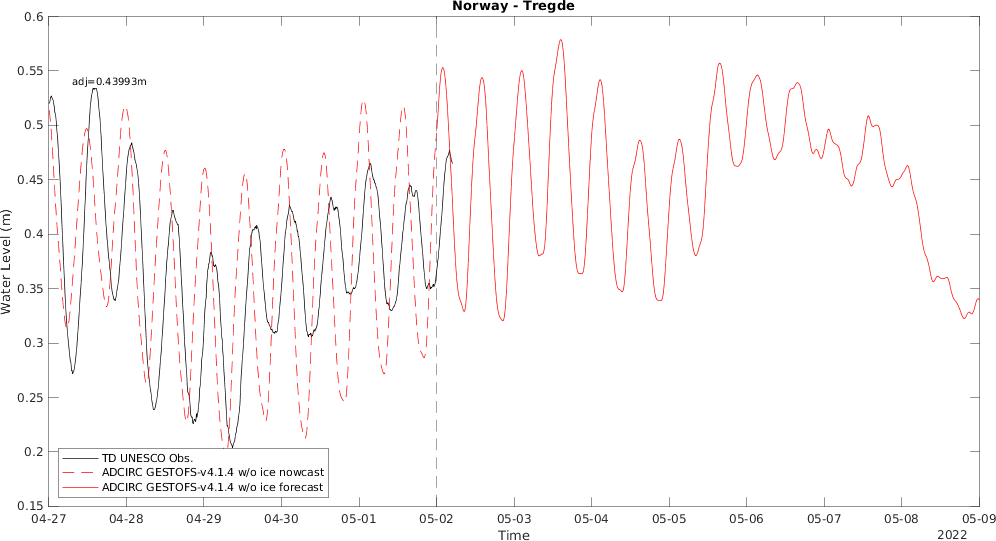 Norway - Tregde
adj=0.43993m
Water Level (m)
0.6
0.55
0.5
0.45
0.4
0.35
0.3
0.25
0.2
0.15
TD UNESCO Obs.
ADCIRC GESTOFS-v4.1.4 w/o ice nowcast
ADCIRC GESTOFS-v4.1.4 w/o ice forecast
04-27 04-28 04-29 04-30 05-01 05-02 05-03 05-04 05-05 05-06 05-07 05-08 05-09
Time
2022